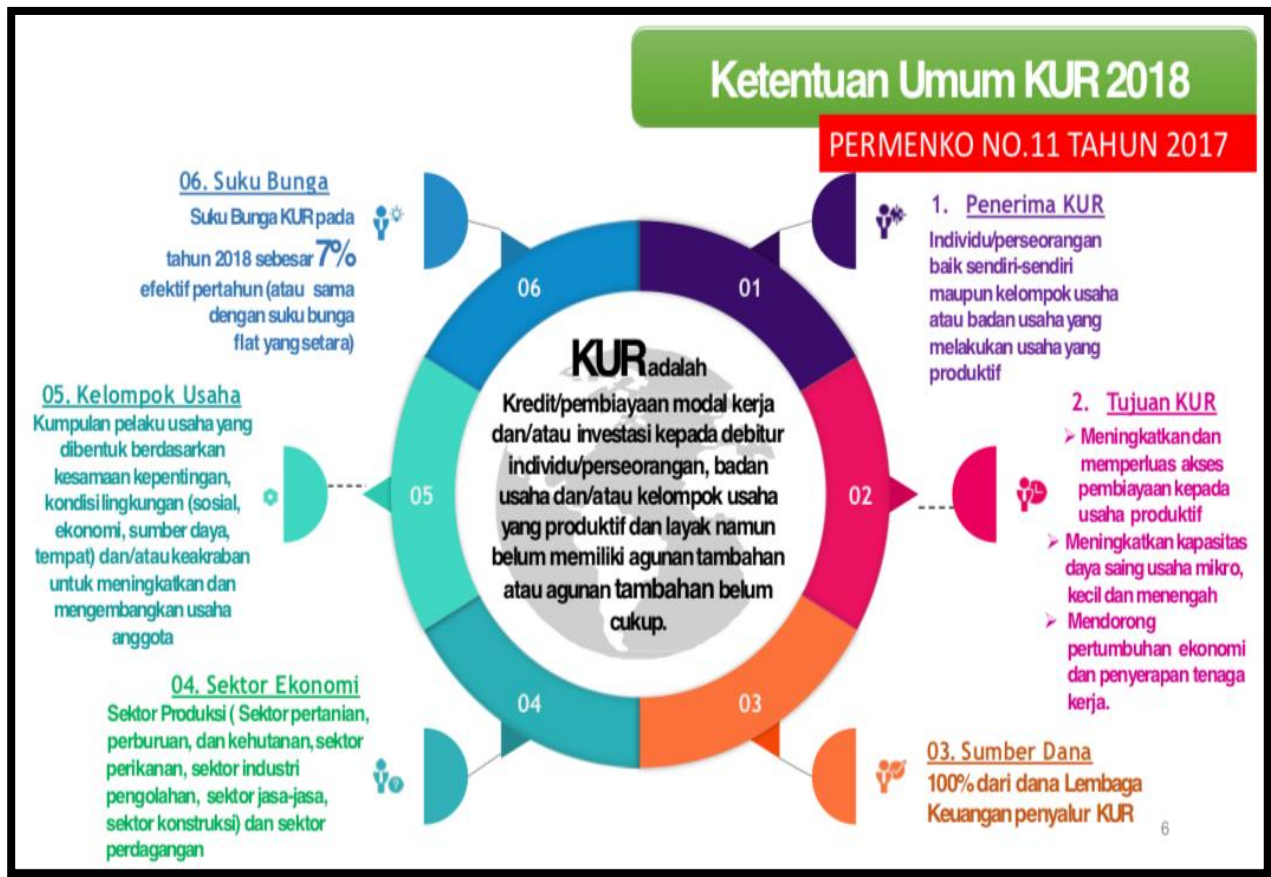 Ketentuan Umum KUR 2018
PERMENKO NO.11 TAHUN 2017
06. Suku Bunga
Suku Bunga KUR pada
tahun 2018 sebesar 7%
efektif pertahun (atau sama
dengan suku bunga
flat yang setara)
1. Penerima KUR
Individu/perseorangan
baik sendiri-sendiri
maupun kelompok usaha
atau badan usaha yang
melakukan usaha yang
produktif
06
01
05
02
04
03
KUR adalah
Kredit/pembiayaan modal kerja
dan/atau investasi kepada debitur
individu/perseorangan, badan
usaha dan/atau kelompok usaha
yang produktif dan layak namun
belum memiliki agunan tambahan
atau agunan tambahan belum
cukup.
05. Kelompok Usaha
Kumpulan pelaku usaha yang
dibentuk berdasarkan
kesamaan kepentingan,
kondisi lingkungan (sosial,
ekonomi, sumber daya,
tempat) dan/atau keakraban
untuk meningkatkan dan
mengembangkan usaha
anggota
2. Tujuan KUR
➢ Meningkatkan dan
memperluas akses
pembiayaan kepada
usaha produktif
➢ Meningkatkan kapasitas
daya saing usaha mikro,
kecil dan menengah
➢ Mendorong
pertumbuhan ekonomi
dan penyerapan tenaga
kerja.
04. Sektor Ekonomi
Sektor Produksi ( Sektor pertanian,
perburuan, dan kehutanan, sektor
perikanan, sektor industri
pengolahan, sektor jasa-jasa,
sektor konstruksi) dan sektor
perdagangan
03. Sumber Dana
100% dari dana Lembaga
Keuangan penyalur KUR
6